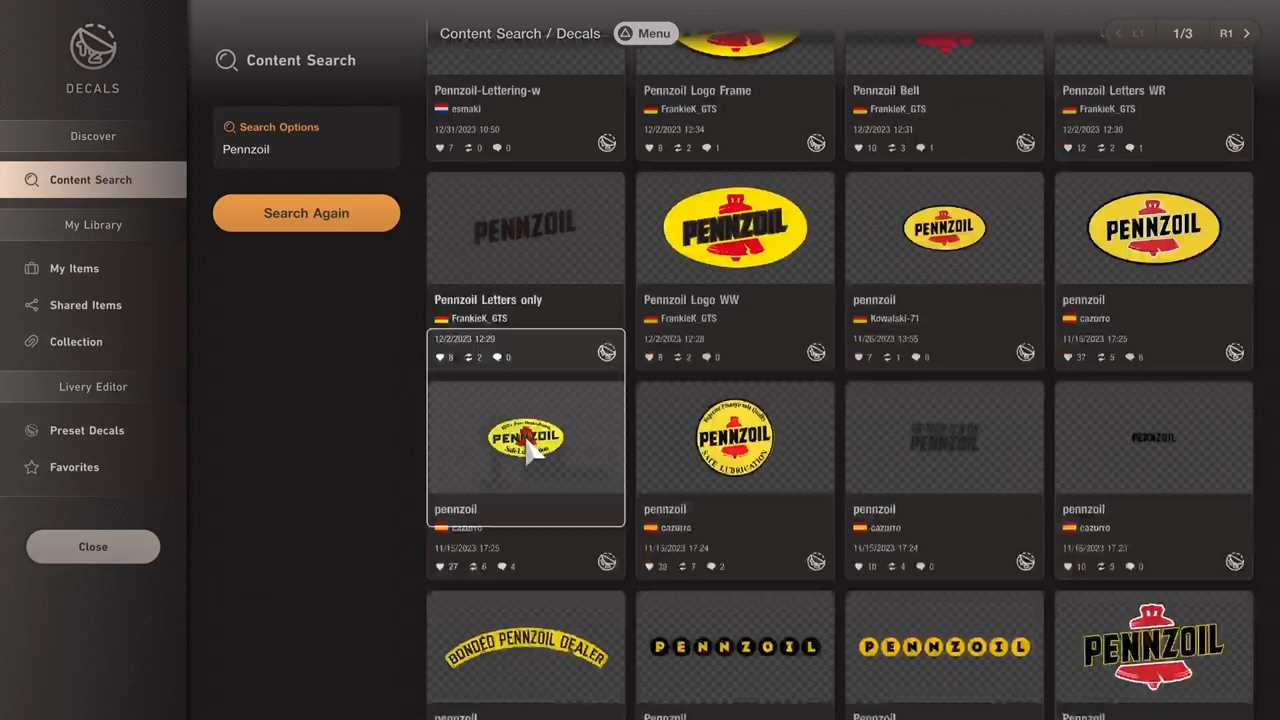 Content Search / Decals
Menu
L1
1/3
R1
DECALS
Discover
Content Search
My Library
My Items
Shared Items
Collection
Livery Editor
Preset Decals
Favorites
Close
Content Search
Search Options
Pennzoil
Search Again
Pennzoil-Lettering-w
esmaki
12/31/2023 10:50
7 0 0
Pennzoil Logo Frame
FrankieK_GTS
12/2/2023 12:34
8 2 1
Pennzoil Bell
FrankieK_GTS
12/2/2023 12:31
10 3 1
Pennzoil Letters WR
FrankieK_GTS
12/2/2023 12:30
12 2 1
PENNZOIL
Pennzoil Letters only
FrankieK_GTS
12/2/2023 12:29
8 2 0
PENNZOIL
Pennzoil Logo WW
FrankieK_GTS
12/2/2023 12:28
8 2 0
PENNZOIL
pennzoil
Kowalski-71
11/26/2023 13:55
7 1 0
PENNZOIL
pennzoil
cazurro
11/15/2023 17:25
37 5 6
PENNZOIL
pennzoil
cazurro
11/15/2023 17:25
27 6 4
PENNZOIL
SAFE LUBRICATION
pennzoil
cazurro
11/15/2023 17:24
39 7 2
PENNZOIL
pennzoil
cazurro
11/15/2023 17:24
10 4 0
PENNZOIL
pennzoil
cazurro
11/15/2023 17:23
10 5 0
BONDED PENNZOIL DEALER
pennzoil
PENNZOIL
Pennzoil
PENNZOIL
Pennzoil
PENNZOIL
Pennzoil